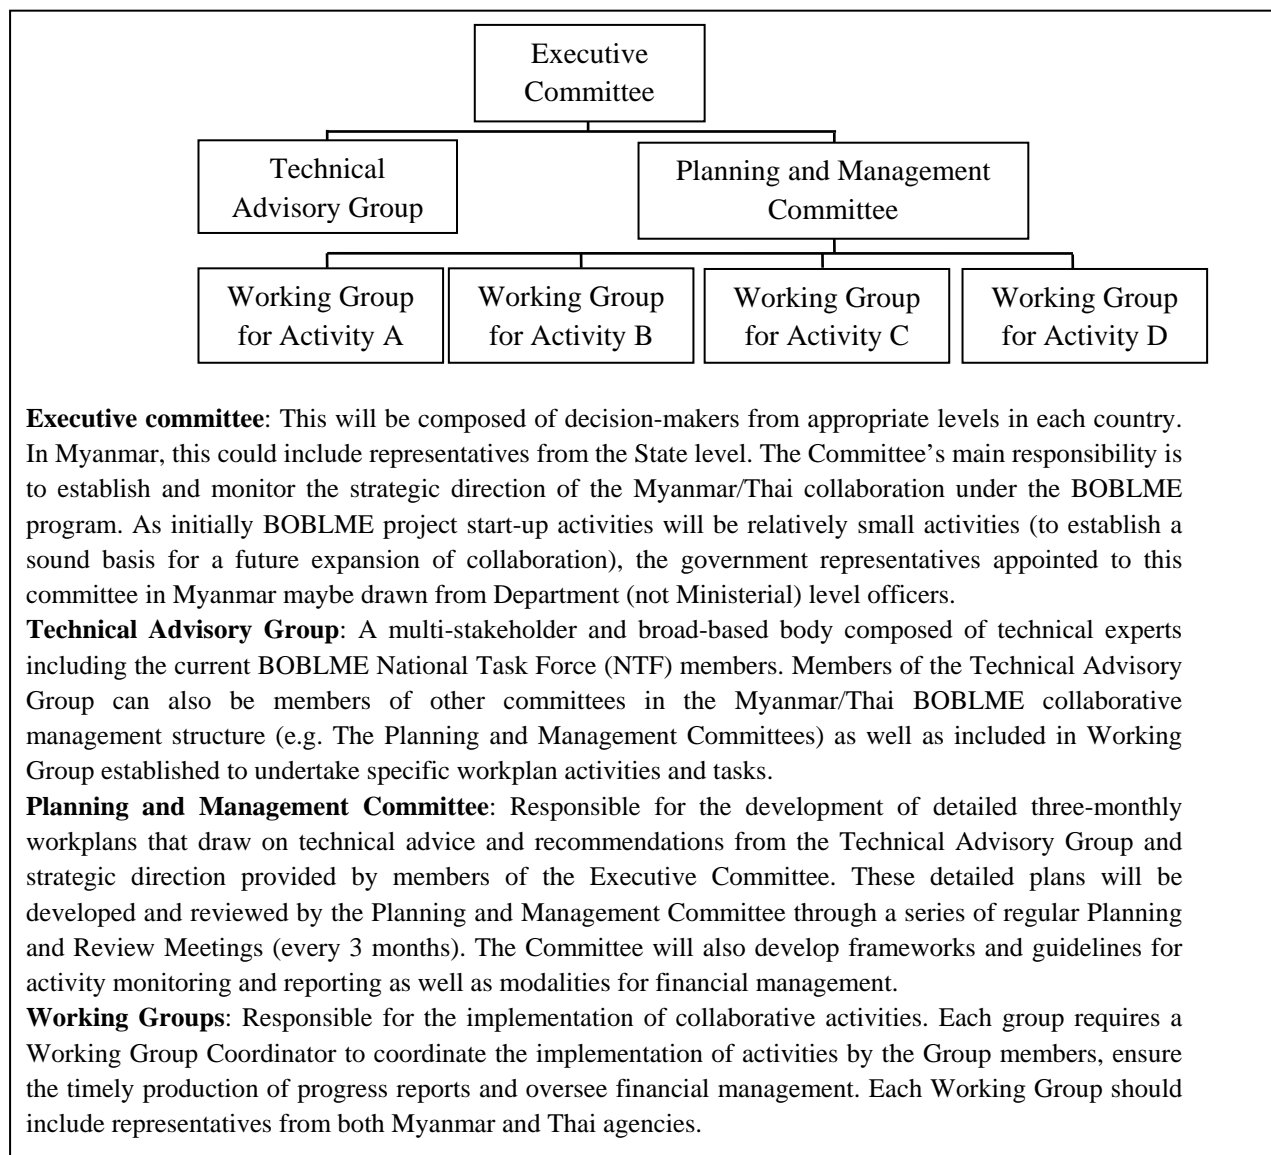 Executive
Committee
Technical
Advisory Group
Planning and Management
Committee
Working Group
for Activity A
Working Group
for Activity B
Working Group
for Activity C
Working Group
for Activity D
Executive committee: This will be composed of decision-makers from appropriate levels in each country.
In Myanmar, this could include representatives from the State level. The Committee's main responsibility is
to establish and monitor the strategic direction of the Myanmar/Thai collaboration under the BOBLME
program. As initially BOBLME project start-up activities will be relatively small activities (to establish a
sound basis for a future expansion of collaboration), the government representatives appointed to this
committee in Myanmar maybe drawn from Department (not Ministerial) level officers.
Technical Advisory Group: A multi-stakeholder and broad-based body composed of technical experts
including the current BOBLME National Task Force (NTF) members. Members of the Technical Advisory
Group can also be members of other committees in the Myanmar/Thai BOBLME collaborative
management structure (e.g. The Planning and Management Committees) as well as included in Working
Group established to undertake specific workplan activities and tasks.
Planning and Management Committee: Responsible for the development of detailed three-monthly
workplans that draw on technical advice and recommendations from the Technical Advisory Group and
strategic direction provided by members of the Executive Committee. These detailed plans will be
developed and reviewed by the Planning and Management Committee through a series of regular Planning
and Review Meetings (every 3 months). The Committee will also develop frameworks and guidelines for
activity monitoring and reporting as well as modalities for financial management.
Working Groups: Responsible for the implementation of collaborative activities. Each group requires a
Working Group Coordinator to coordinate the implementation of activities by the Group members, ensure
the timely production of progress reports and oversee financial management. Each Working Group should
include representatives from both Myanmar and Thai agencies.